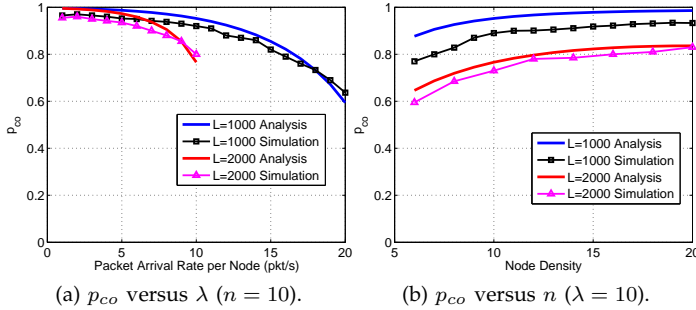 1
0.8
0.6
0.4
0.2
0
p_co
0 5 10 15 20
Packet Arrival Rate per Node (pkt/s)
L=1000 Analysis
L=1000 Simulation
L=2000 Analysis
L=2000 Simulation
(a) p_co versus λ (n = 10).
1
0.8
0.6
0.4
0.2
0
p_co
5 10 15 20
Node Density
L=1000 Analysis
L=1000 Simulation
L=2000 Analysis
L=2000 Simulation
(b) p_co versus n (λ = 10).